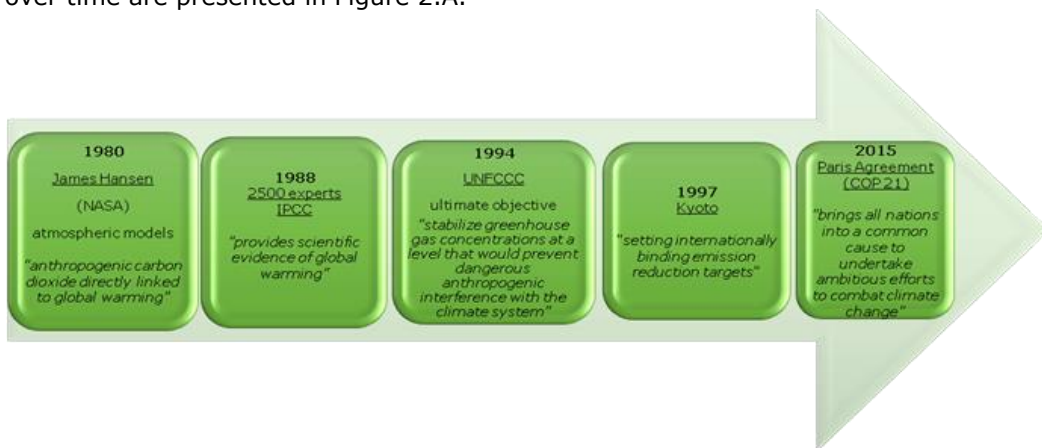 over time are presented in Figure 2.A.
1980
James Hansen
(NASA)
atmospheric models
"anthropogenic carbon
dioxide directly linked
to global warming"
1988
2500 experts
IPCC
"provides scientific
evidence of global
warming"
1994
UNFCCC
ultimate objective
"stabilize greenhouse
gas concentrations at a
level that would prevent
dangerous
anthropogenic
interference with the
climate system"
1997
Kyoto
"setting internationally
binding emission
reduction targets"
2015
Paris Agreement
(COP21)
"brings all nations
into a common
cause to
undertake
ambitious efforts
to combat climate
change"